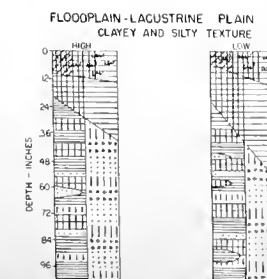 FLOODPLAIN-LACUSTRINE PLAIN
CLAYEY AND SILTY TEXTURE
HIGH LOW
0
12
24
36
48
60
72
84
96
DEPTH - INCHES